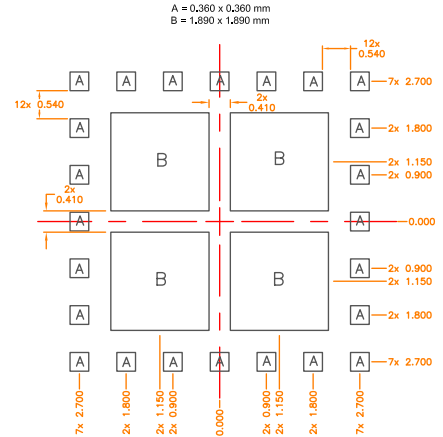 A = 0.360 x 0.360 mm
B = 1.890 x 1.890 mm
12x
0.540
A A A A A A A 7x 2.700
12x 0.540
2x
0.410
A A 2x 1.800
B B
2x 1.150
A A 2x 0.900
2x
0.410
A A 0.000
A A 2x 0.900
B B
2x 1.150
A A 2x 1.800
A A A A A A A 7x 2.700
7x 2.700
2x 1.800
2x 1.150
2x 0.900
0.000
2x 0.900
2x 1.150
2x 1.800
7x 2.700